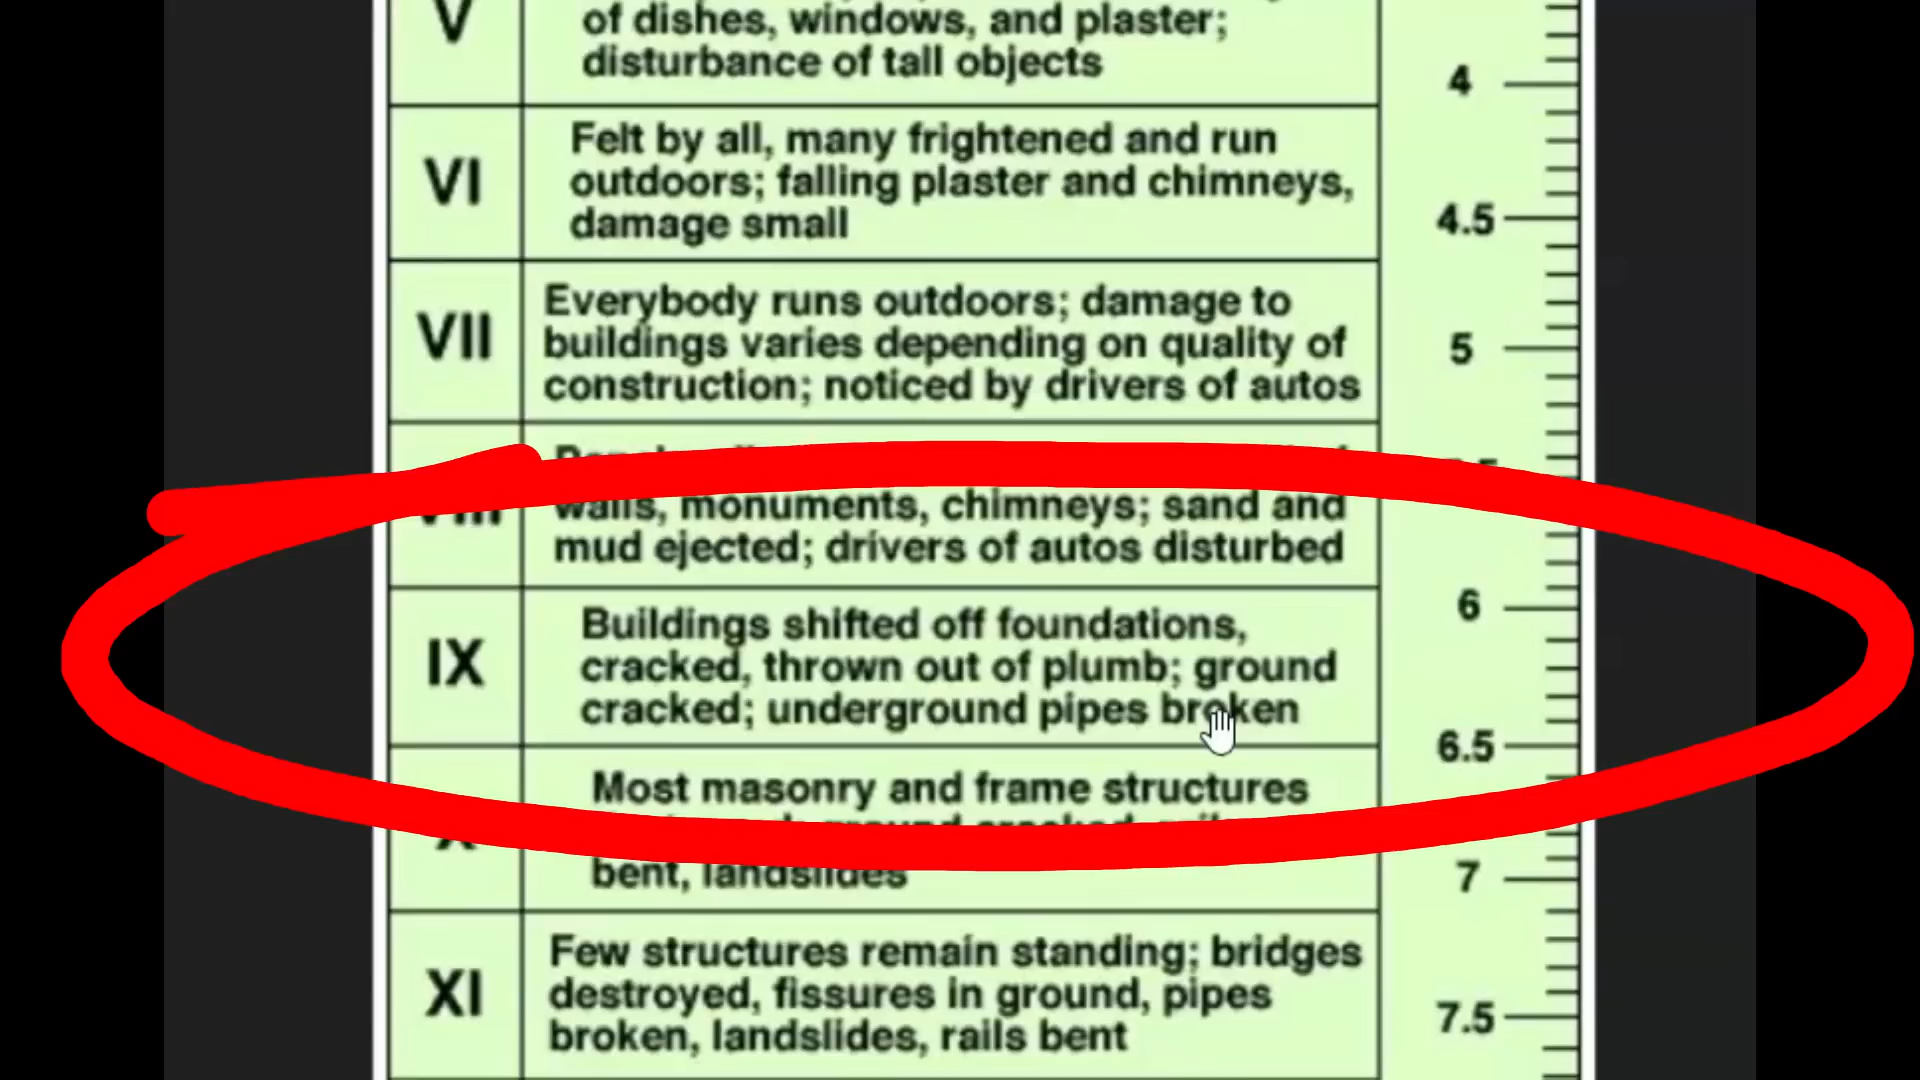 V
of dishes, windows, and plaster;
disturbance of tall objects
4
VI
Felt by all, many frightened and run
outdoors; falling plaster and chimneys,
damage small
4.5
VII
Everybody runs outdoors; damage to
buildings varies depending on quality of
construction; noticed by drivers of autos
5
VIII
walls, monuments, chimneys; sand and
mud ejected; drivers of autos disturbed
IX
Buildings shifted off foundations,
cracked, thrown out of plumb; ground
cracked; underground pipes broken
6
6.5
X
Most masonry and frame structures
bent, landslides
7
XI
Few structures remain standing; bridges
destroyed, fissures in ground, pipes
broken, landslides, rails bent
7.5